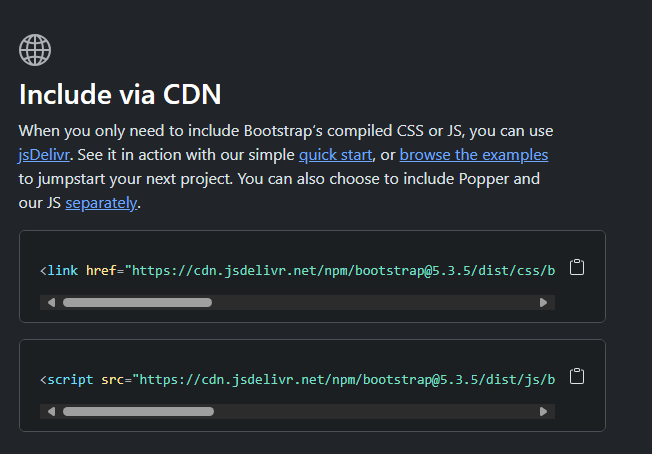 Include via CDN
When you only need to include Bootstrap’s compiled CSS or JS, you can use
jsDelivr. See it in action with our simple quick start, or browse the examples
to jumpstart your next project. You can also choose to include Popper and
our JS separately.
<link href="https://cdn.jsdelivr.net/npm/bootstrap@5.3.5/dist/css/b
<script src="https://cdn.jsdelivr.net/npm/bootstrap@5.3.5/dist/js/b